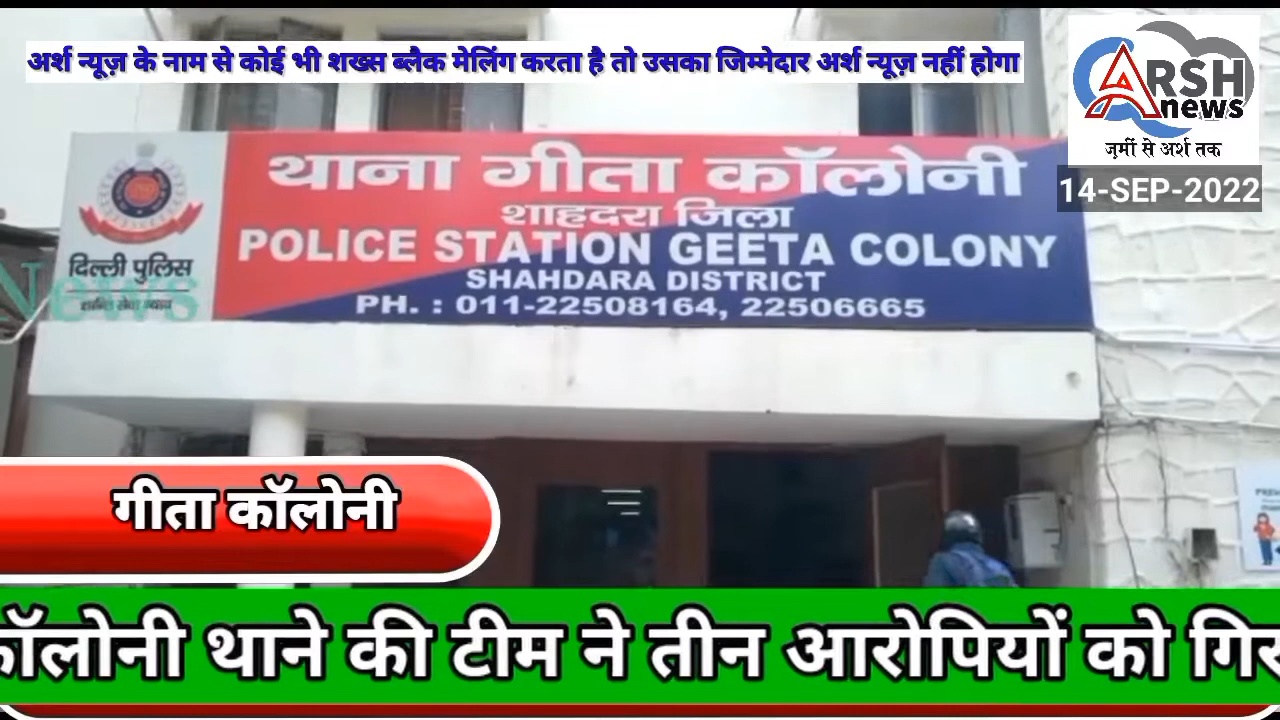 अर्श न्यूज़ के नाम से कोई भी शख्स ब्लैक मेलिंग करता है तो उसका जिम्मेदार अर्श न्यूज़ नहीं होगा
ARSH
news
ज़मीं से अर्श तक
14-SEP-2022
थाना गीता कॉलोनी
शाहदरा जिला
POLICE STATION GEETA COLONY
SHAHDARA DISTRICT
PH. : 011-22508164, 22506665
दिल्ली पुलिस
शान्ति सेवा न्याय
News
गीता कॉलोनी
कॉलोनी थाने की टीम ने तीन आरोपियों को गिर